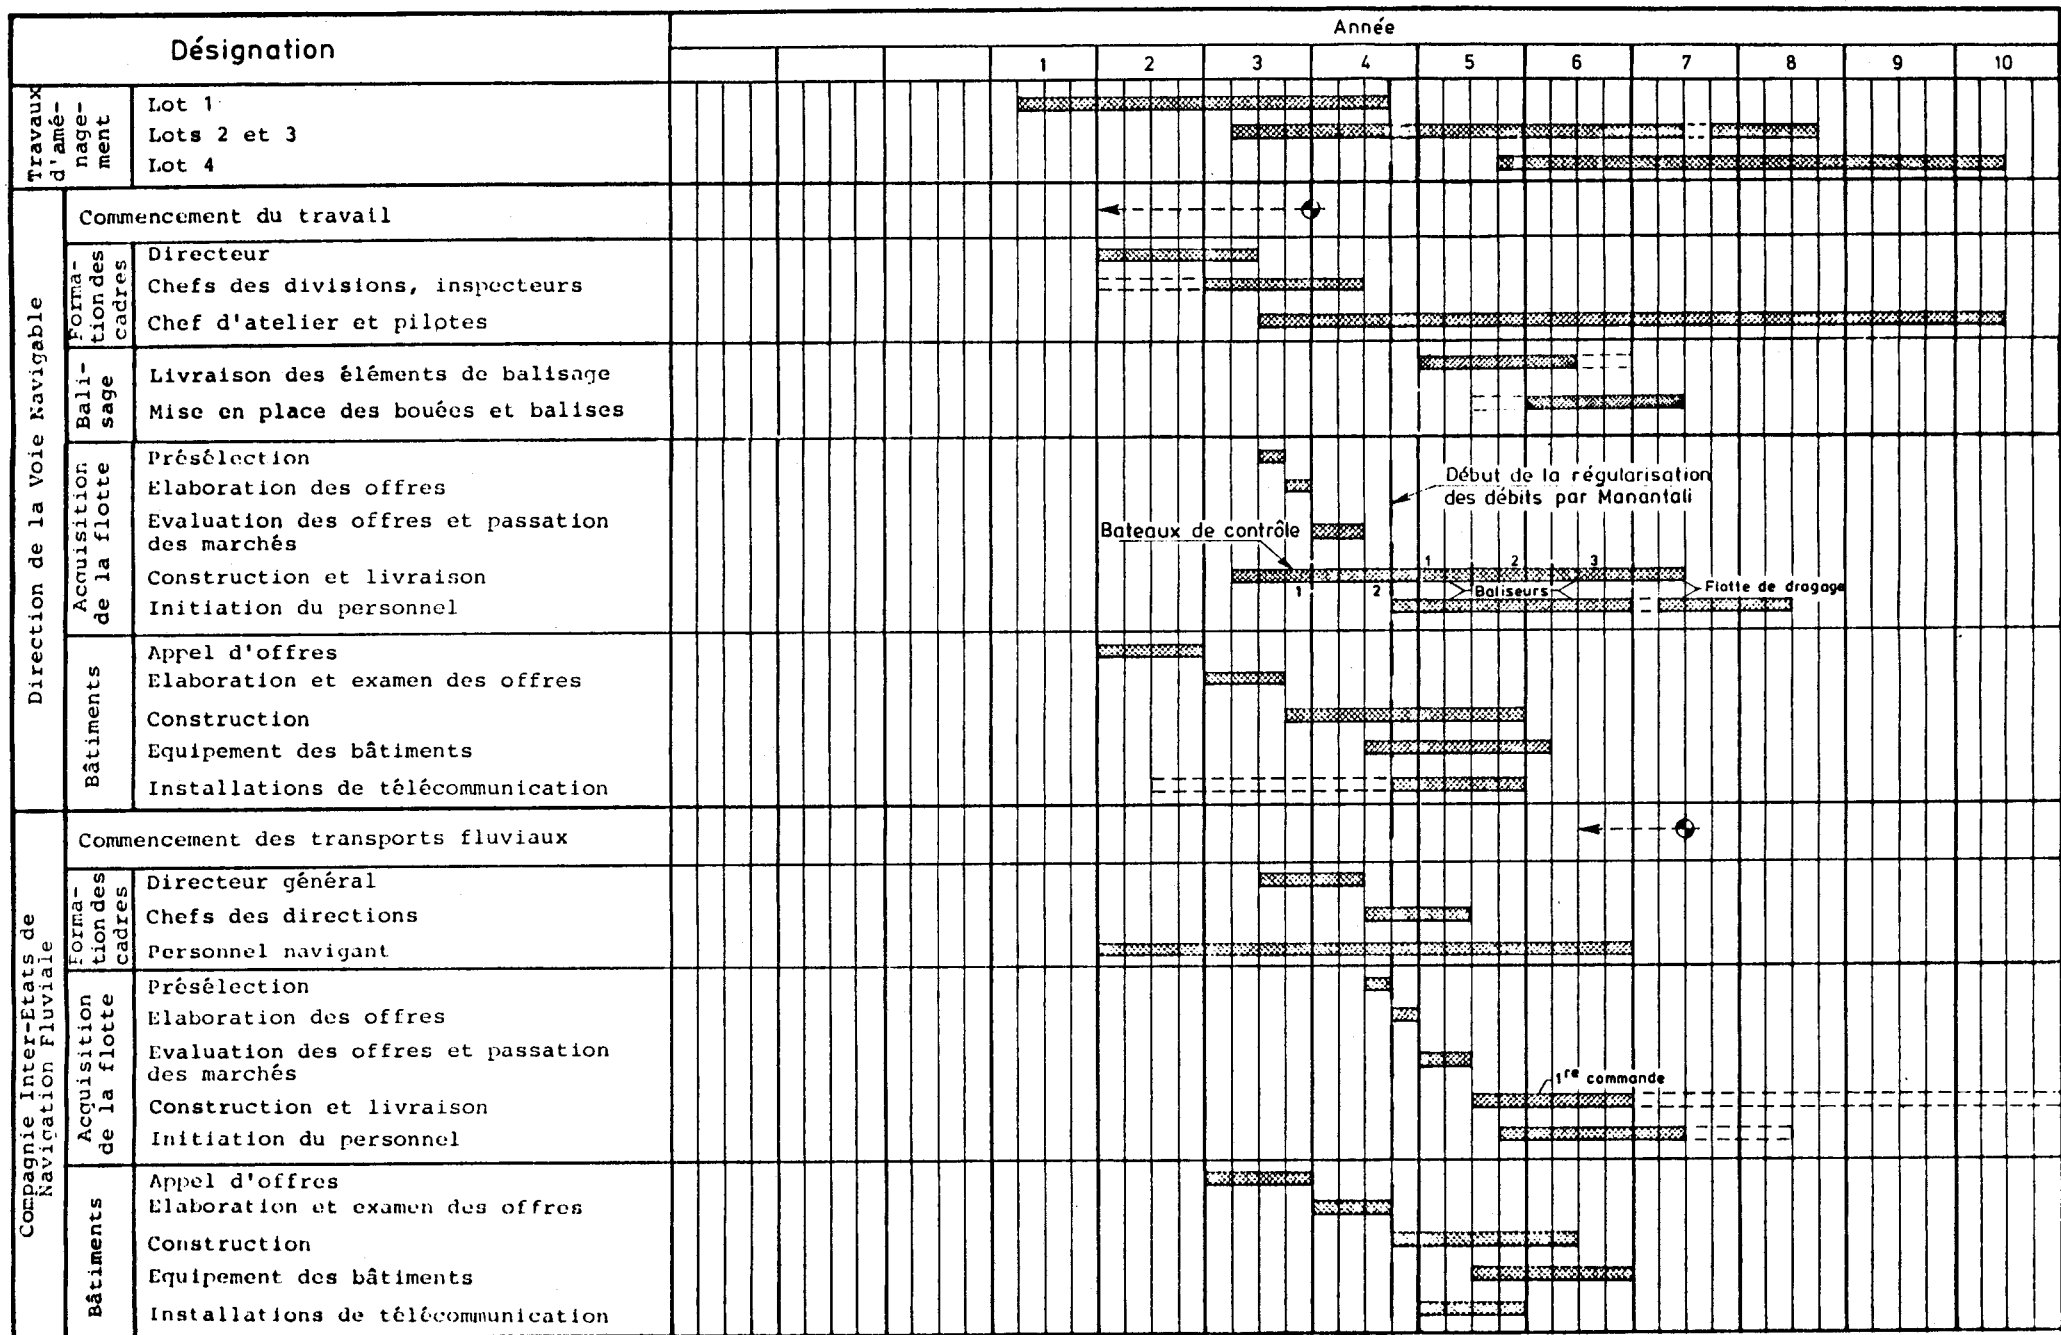 Désignation
Année
1 2 3 4 5 6 7 8 9 10
Travaux
d'amé-
nage-
ment
Lot 1
Lots 2 et 3
Lot 4
Direction de la Voie Navigable
Commencement du travail
Forma-
tion des
cadres
Directeur
Chefs des divisions, inspecteurs
Chef d'atelier et pilotes
Bali-
sage
Livraison des éléments de balisage
Mise en place des bouées et balises
Acquisition
de la flotte
Présélection
Elaboration des offres
Evaluation des offres et passation
des marchés
Construction et livraison
Initiation du personnel
Début de la régularisation
des débits par Manantali
Bateaux de contrôle
1 2 3
1 2
Baliseurs
Flotte de dragage
Bâtiments
Appel d'offres
Elaboration et examen des offres
Construction
Equipement des bâtiments
Installations de télécommunication
Compagnie Inter-Etats de
Navigation Fluviale
Commencement des transports fluviaux
Forma-
tion des
cadres
Directeur général
Chefs des directions
Personnel navigant
Acquisition
de la flotte
Présélection
Elaboration des offres
Evaluation des offres et passation
des marchés
Construction et livraison
Initiation du personnel
1re commande
Bâtiments
Appel d'offres
Elaboration et examen des offres
Construction
Equipement des bâtiments
Installations de télécommunication